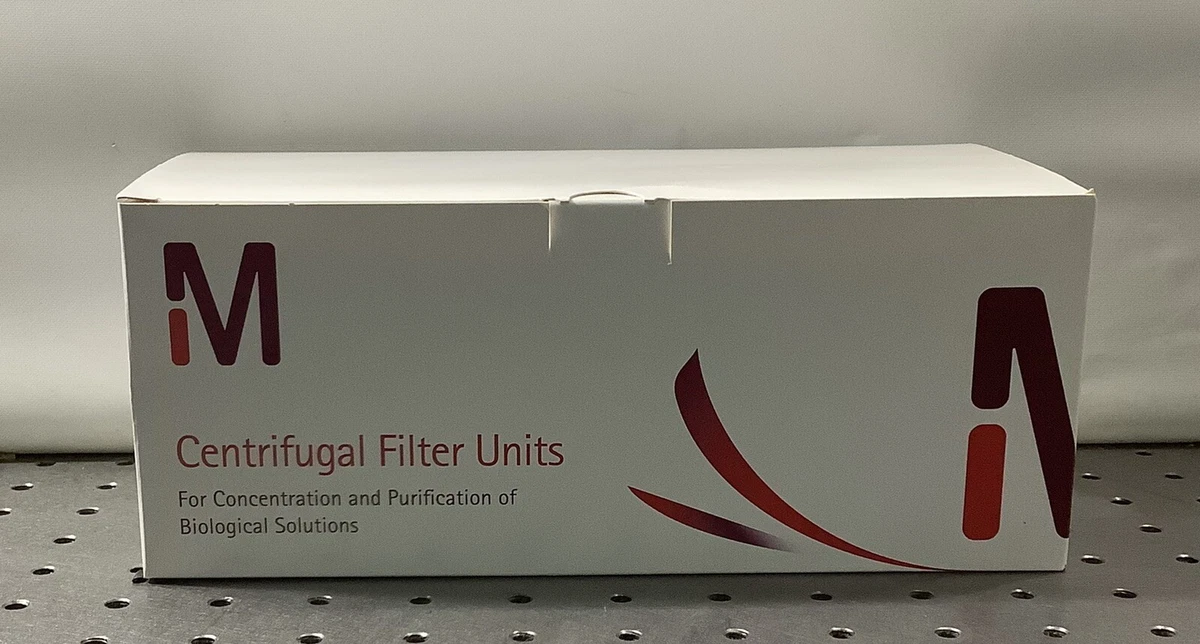 M
Centrifugal Filter Units
For Concentration and Purification of
Biological Solutions
M